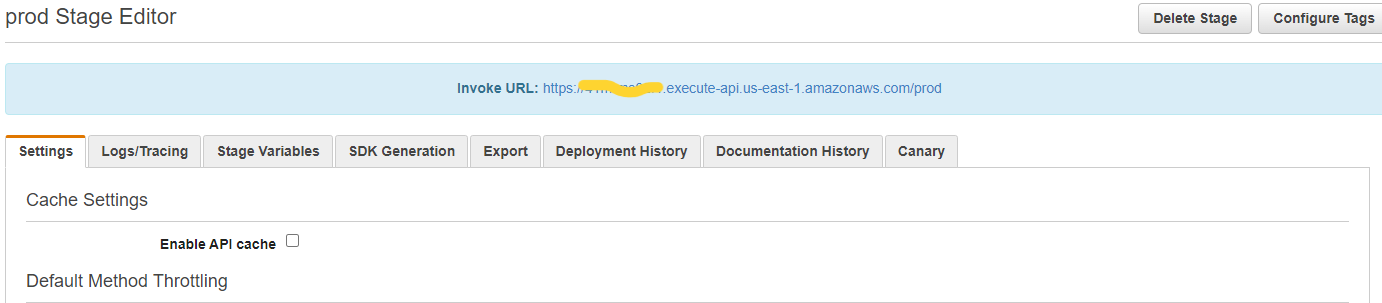 prod Stage Editor
Delete Stage
Configure Tags
Invoke URL: https:// .execute-api.us-east-1.amazonaws.com/prod
Settings
Logs/Tracing
Stage Variables
SDK Generation
Export
Deployment History
Documentation History
Canary
Cache Settings
Enable API cache
Default Method Throttling